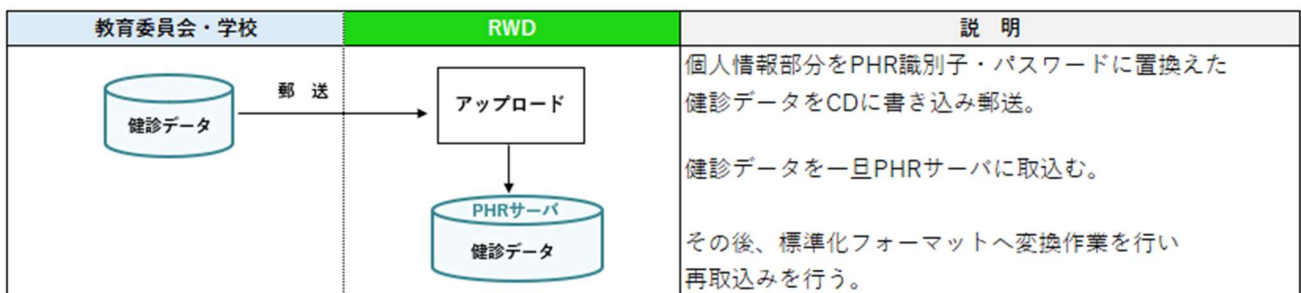 教育委員会・学校
RWD
説 明
郵 送
健診データ
アップロード
PHRサーバ
健診データ
個人情報部分をPHR識別子・パスワードに置換えた
健診データをCDに書き込み郵送。
健診データを一旦PHRサーバに取込む。
その後、標準化フォーマットへ変換作業を行い
再取込みを行う。